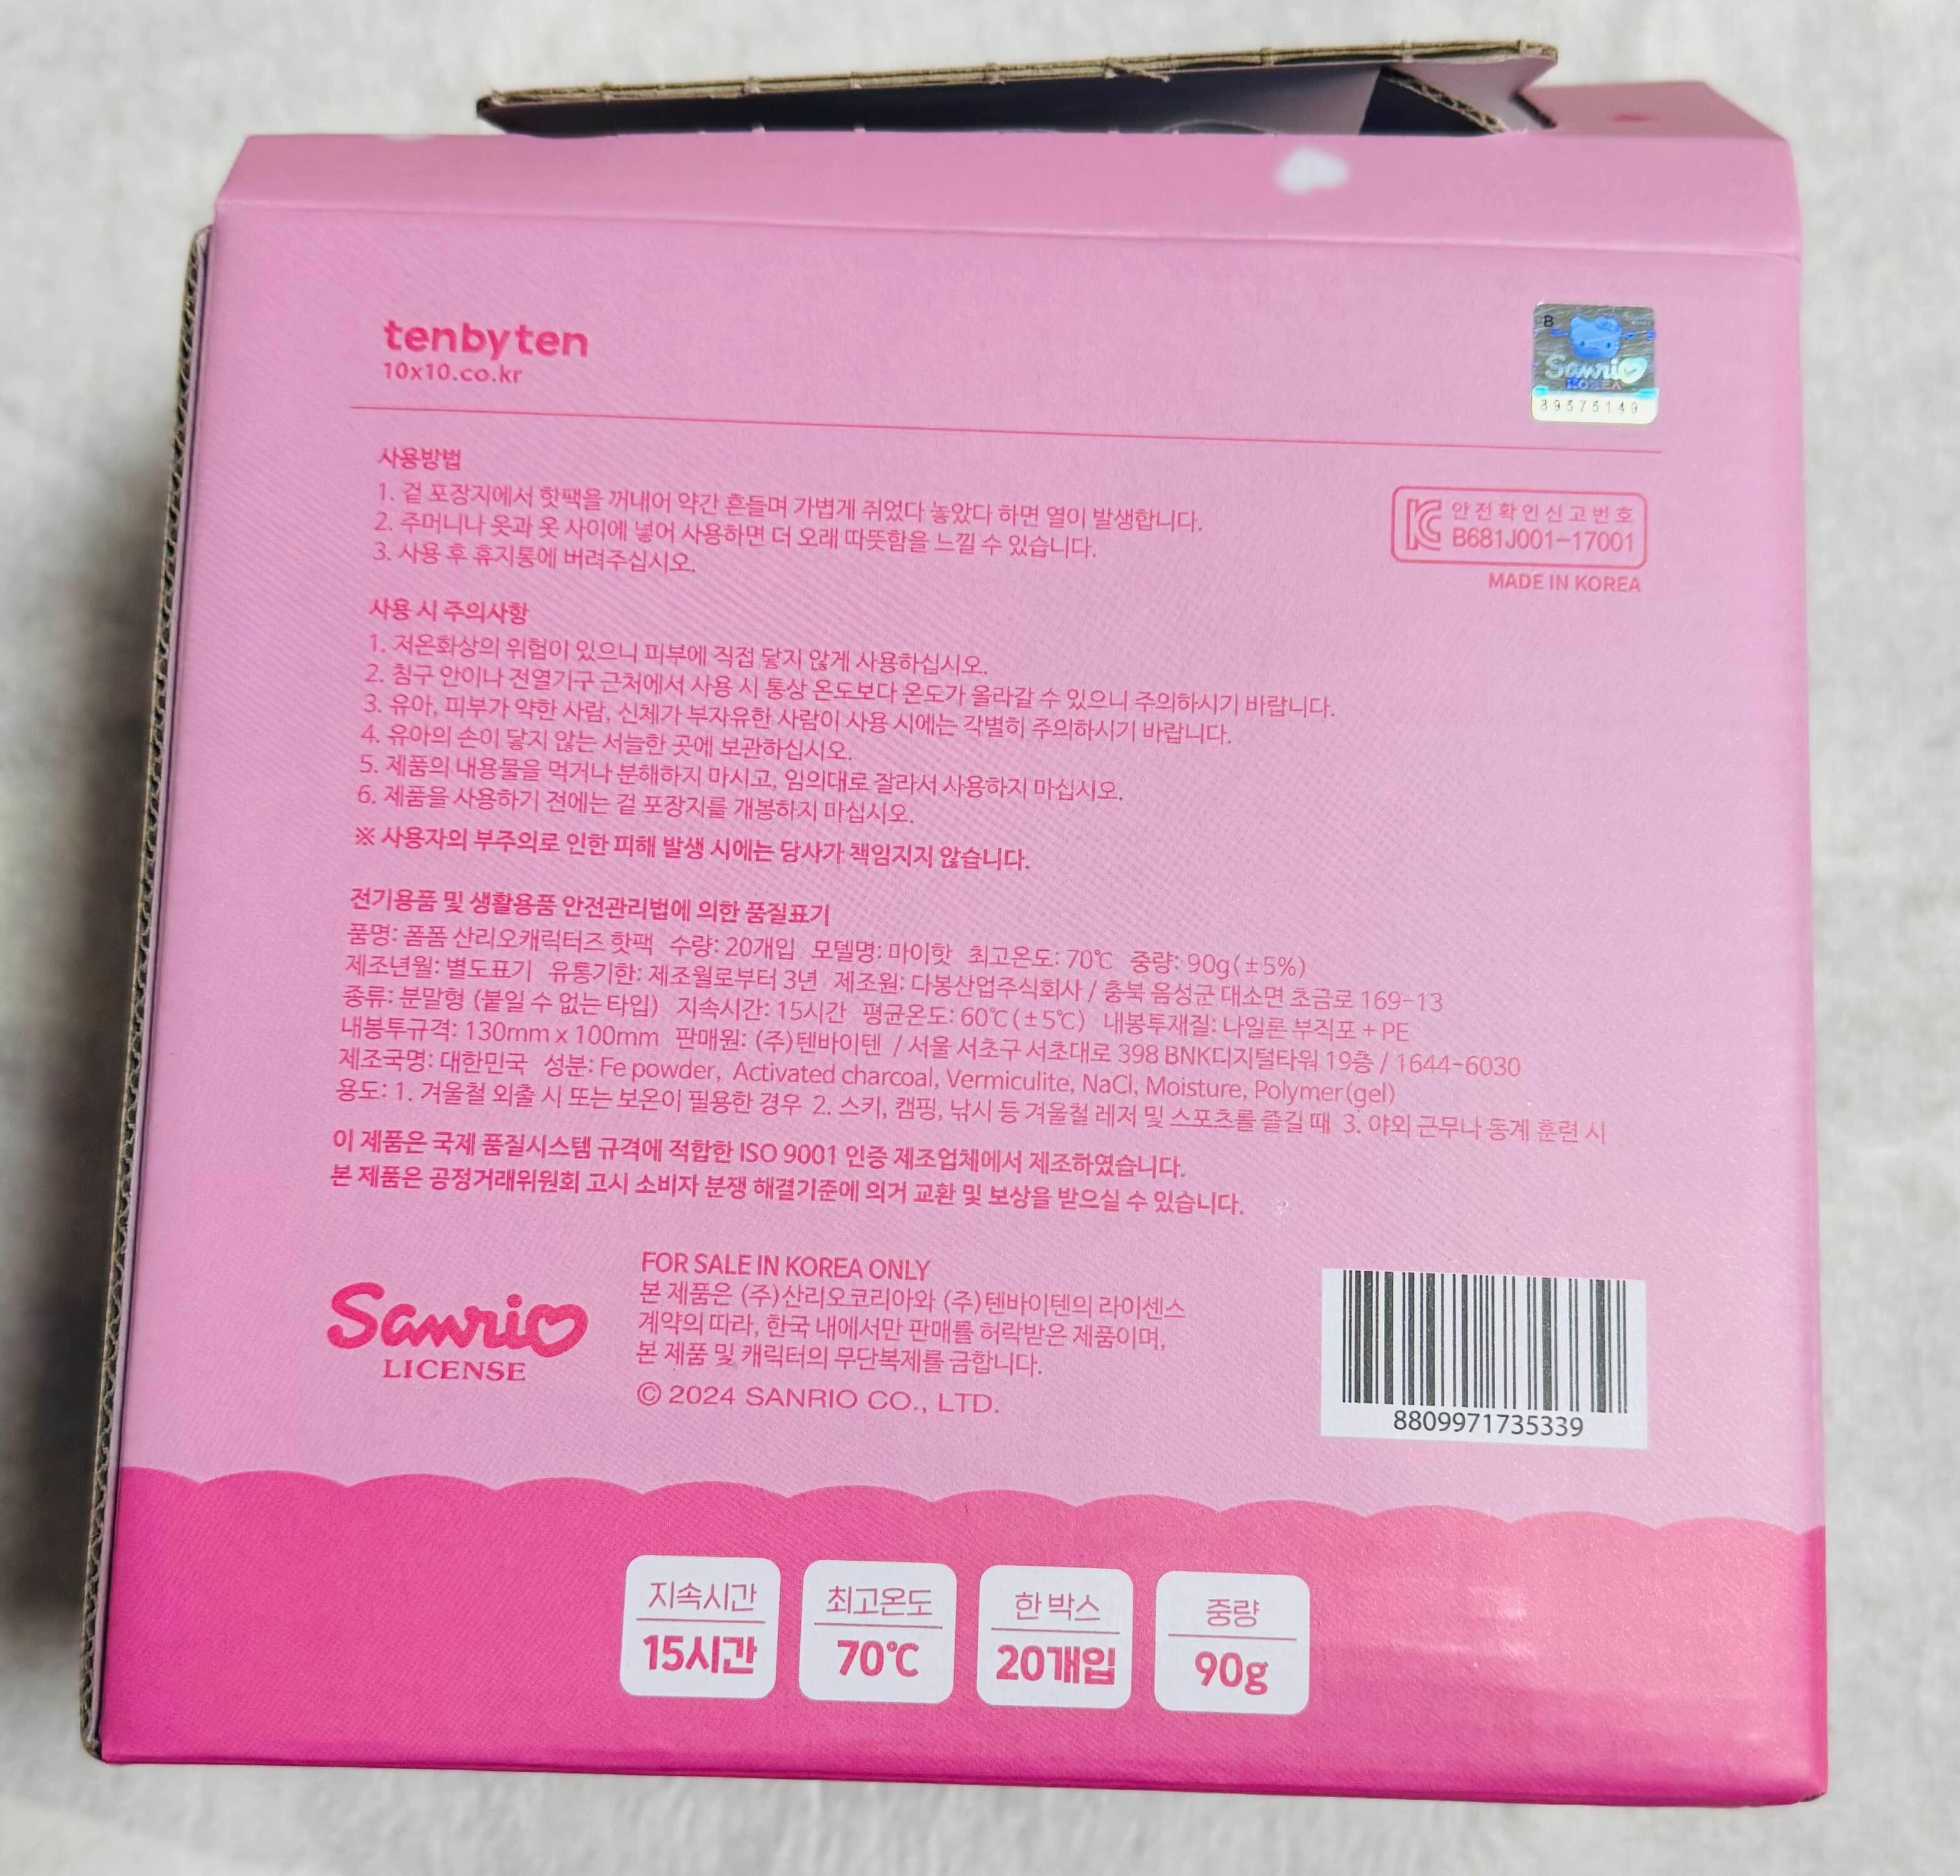 tenbyten
10x10.co.kr
B
Sanrio
KOREA
89575149
사용방법
1. 겉 포장지에서 핫팩을 꺼내어 약간 흔들며 가볍게 쥐었다 놓았다 하면 열이 발생합니다.
2. 주머니나 옷과 옷 사이에 넣어 사용하면 더 오래 따뜻함을 느낄 수 있습니다.
3. 사용 후 휴지통에 버려주십시오.
안전확인신고번호
B681J001-17001
MADE IN KOREA
사용 시 주의사항
1. 저온화상의 위험이 있으니 피부에 직접 닿지 않게 사용하십시오.
2. 침구 안이나 전열기구 근처에서 사용 시 통상 온도보다 온도가 올라갈 수 있으니 주의하시기 바랍니다.
3. 유아, 피부가 약한 사람, 신체가 부자유한 사람이 사용 시에는 각별히 주의하시기 바랍니다.
4. 유아의 손이 닿지 않는 서늘한 곳에 보관하십시오.
5. 제품의 내용물을 먹거나 분해하지 마시고, 임의대로 잘라서 사용하지 마십시오.
6. 제품을 사용하기 전에는 겉 포장지를 개봉하지 마십시오.
※ 사용자의 부주의로 인한 피해 발생 시에는 당사가 책임지지 않습니다.
전기용품 및 생활용품 안전관리법에 의한 품질표기
품명: 폼폼 산리오캐릭터즈 핫팩 수량: 20개입 모델명: 마이핫 최고온도: 70℃ 중량: 90g(±5%)
제조년월: 별도표기 유통기한: 제조월로부터 3년 제조원: 다봉산업주식회사 / 충북 음성군 대소면 초금로 169-13
종류: 분말형 (붙일 수 없는 타입) 지속시간: 15시간 평균온도: 60℃(±5℃) 내봉투재질: 나일론 부직포 + PE
내봉투규격: 130mm x 100mm 판매원: (주)텐바이텐 / 서울 서초구 서초대로 398 BNK디지털타워 19층 / 1644-6030
제조국명: 대한민국 성분: Fe powder, Activated charcoal, Vermiculite, NaCl, Moisture, Polymer(gel)
용도: 1. 겨울철 외출 시 또는 보온이 필용한 경우 2. 스키, 캠핑, 낚시 등 겨울철 레저 및 스포츠를 즐길 때 3. 야외 근무나 동계 훈련 시
이 제품은 국제 품질시스템 규격에 적합한 ISO 9001 인증 제조업체에서 제조하였습니다.
본 제품은 공정거래위원회 고시 소비자 분쟁 해결기준에 의거 교환 및 보상을 받으실 수 있습니다.
Sanrio
LICENSE
FOR SALE IN KOREA ONLY
본 제품은 (주)산리오코리아와 (주)텐바이텐의 라이센스
계약의 따라, 한국 내에서만 판매를 허락받은 제품이며,
본 제품 및 캐릭터의 무단복제를 금합니다.
© 2024 SANRIO CO., LTD.
8809971735339
지속시간
15시간
최고온도
70℃
한 박스
20개입
중량
90g